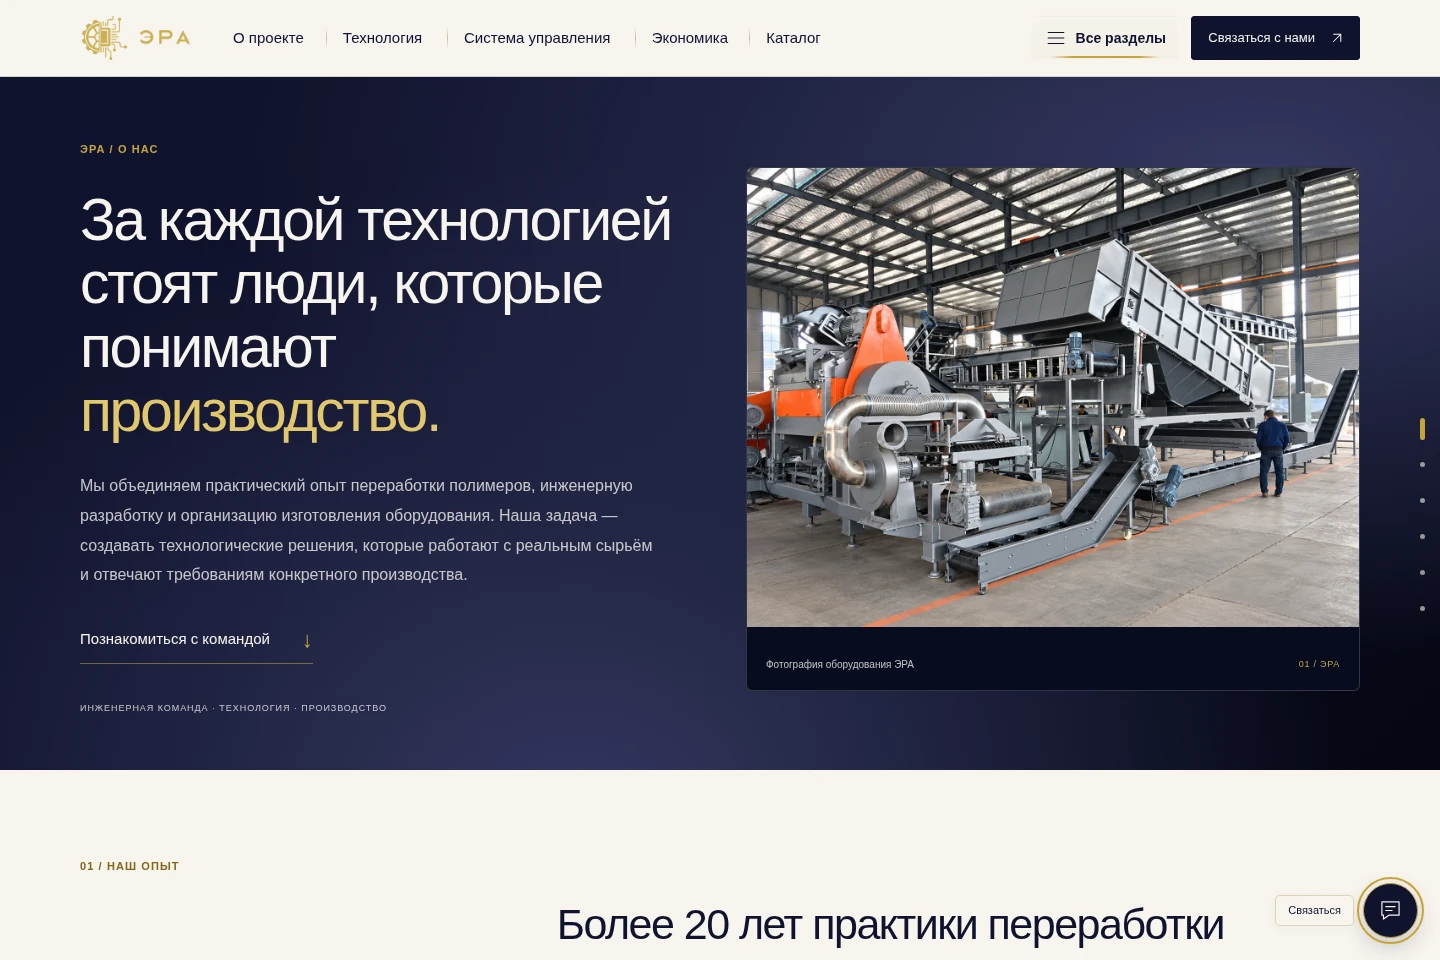 ЭРА
О проекте
Технология
Система управления
Экономика
Каталог
Все разделы
Связаться с нами
ЭРА / О НАС
За каждой технологией
стоят люди, которые
понимают
производство.
Мы объединяем практический опыт переработки полимеров, инженерную
разработку и организацию изготовления оборудования. Наша задача —
создавать технологические решения, которые работают с реальным сырьём
и отвечают требованиям конкретного производства.
Познакомиться с командой ↓
ИНЖЕНЕРНАЯ КОМАНДА · ТЕХНОЛОГИЯ · ПРОИЗВОДСТВО
Фотография оборудования ЭРА
01 / ЭРА
01 / НАШ ОПЫТ
Более 20 лет практики переработки
Связаться